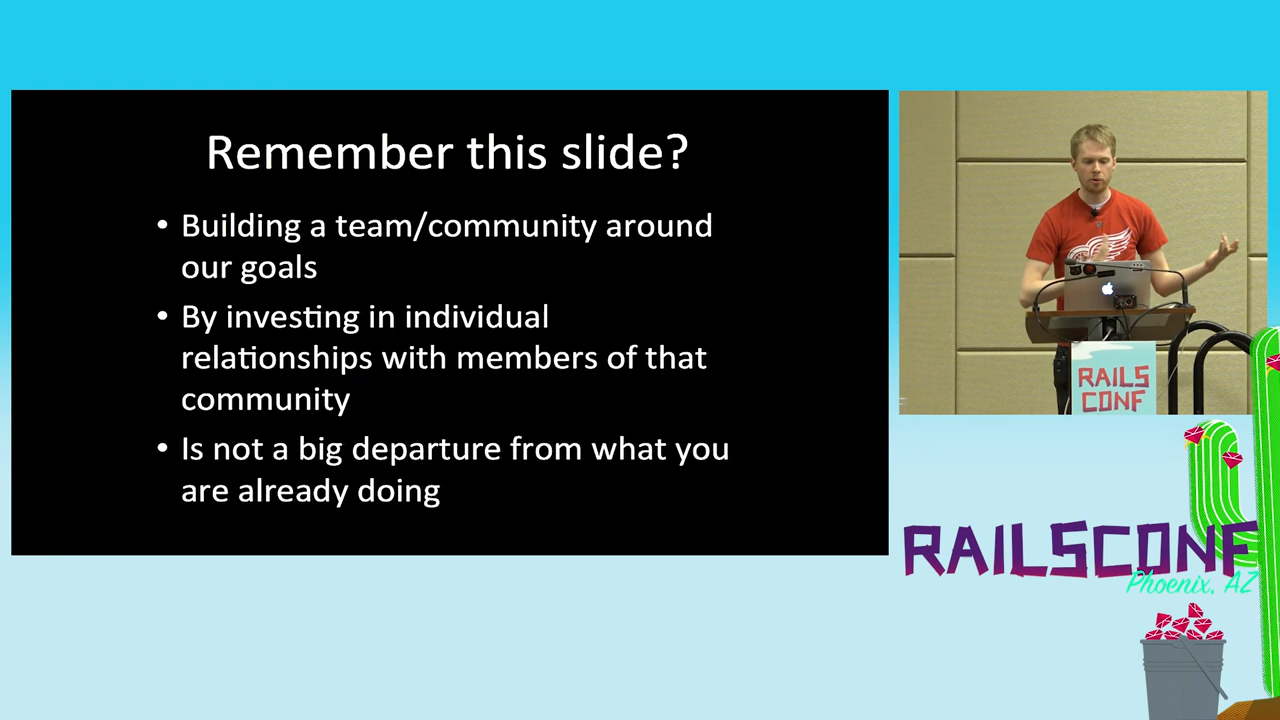 Remember this slide?
• Building a team/community around
our goals
• By investing in individual
relationships with members of that
community
• Is not a big departure from what you
are already doing
RAILS
CONF
RAILSCONF
Phoenix, AZ